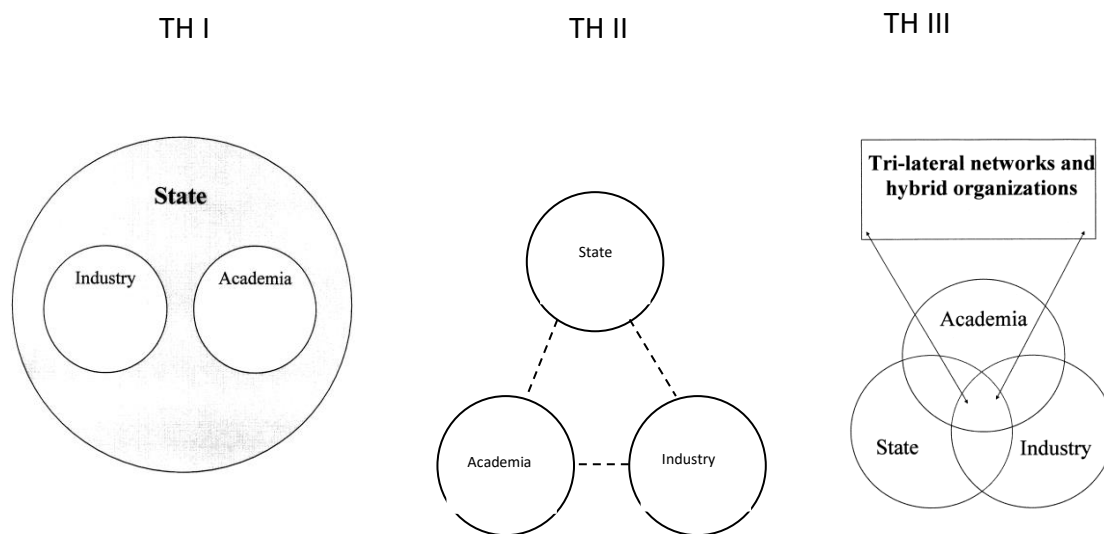 TH I
TH II
TH III
State
Industry
Academia
State
Academia
Industry
Tri-lateral networks and
hybrid organizations
Academia
State
Industry